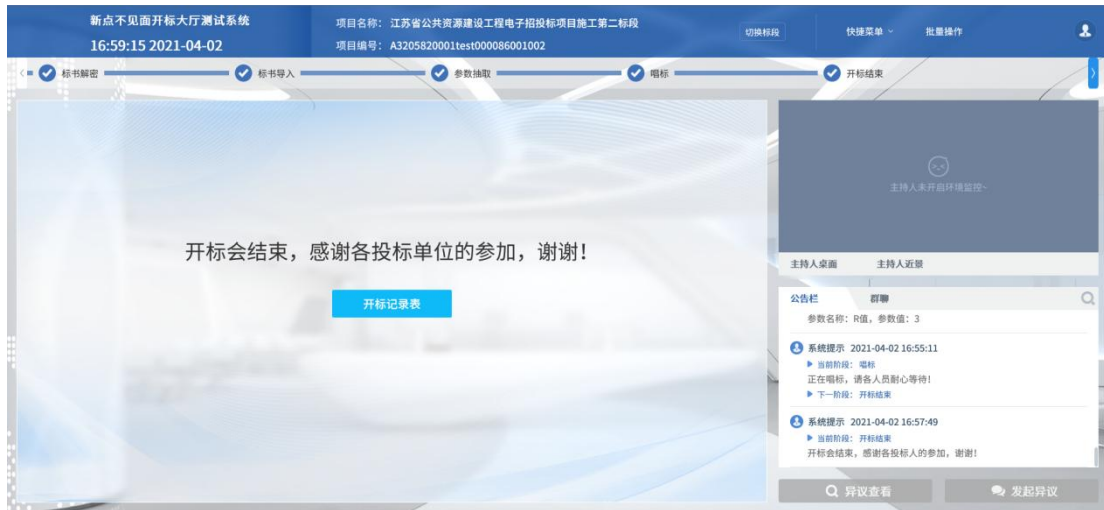 新点不见面开标大厅测试系统
16:59:15 2021-04-02
项目名称： 江苏省公共资源建设工程电子招投标项目施工第二标段
项目编号： A3205820001test000086001002
切换标段
快捷菜单
批量操作
标书解密
标书导入
参数抽取
唱标
开标结束
开标会结束，感谢各投标单位的参加，谢谢！
开标记录表
主持人未开启环境监控~
主持人桌面 主持人近景
公告栏 群聊
参数名称：R值，参数值：3
系统提示 2021-04-02 16:55:11
当前阶段： 唱标
正在唱标，请各人员耐心等待！
下一阶段： 开标结束
系统提示 2021-04-02 16:57:49
当前阶段： 开标结束
开标会结束，感谢各投标人的参加，谢谢！
异议查看
发起异议